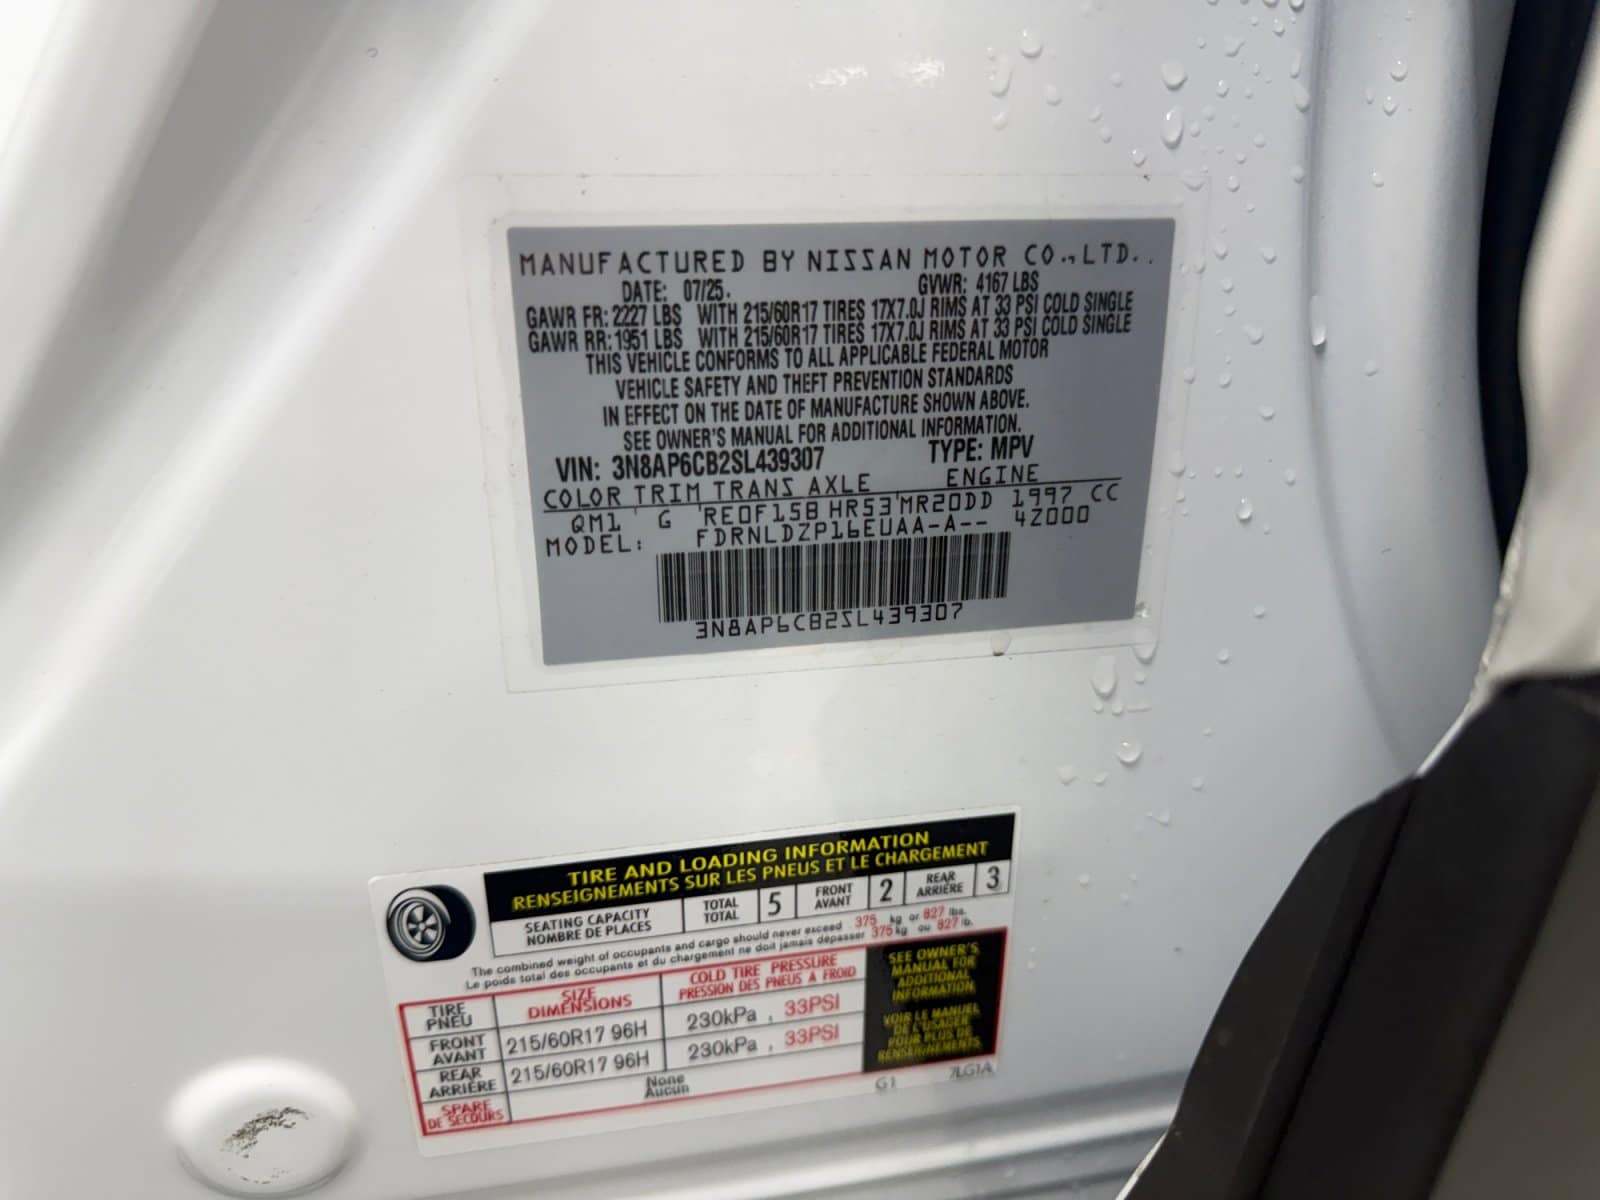 MANUFACTURED BY NISSAN MOTOR CO.,LTD..
DATE: 07/25. GVWR: 4167 LBS
GAWR FR: 2227 LBS WITH 215/60R17 TIRES 17X7.0J RIMS AT 33 PSI COLD SINGLE
GAWR RR: 1951 LBS WITH 215/60R17 TIRES 17X7.0J RIMS AT 33 PSI COLD SINGLE
THIS VEHICLE CONFORMS TO ALL APPLICABLE FEDERAL MOTOR
VEHICLE SAFETY AND THEFT PREVENTION STANDARDS
IN EFFECT ON THE DATE OF MANUFACTURE SHOWN ABOVE.
SEE OWNER'S MANUAL FOR ADDITIONAL INFORMATION.
VIN: 3N8AP6CB2SL439307 TYPE: MPV
COLOR TRIM TRANS AXLE ENGINE
QM1 ' G 'RE0F15B HR53'MR20DD 1997 CC
MODEL: FDRNLDZP16EUAA-A-- 4Z000
3N8AP6CB2SL439307
TIRE AND LOADING INFORMATION
RENSEIGNEMENTS SUR LES PNEUS ET LE CHARGEMENT
SEATING CAPACITY TOTAL 5 FRONT 2 REAR 3
NOMBRE DE PLACES TOTAL AVANT ARRIÈRE
The combined weight of occupants and cargo should never exceed 375 kg or 827 lbs.
Le poids total des occupants et du chargement ne doit jamais dépasser 375 kg ou 827 lb.
TIRE SIZE COLD TIRE PRESSURE
PNEU DIMENSIONS PRESSION DES PNEUS A FROID
FRONT
AVANT 215/60R17 96H 230kPa , 33PSI
REAR
ARRIÈRE 215/60R17 96H 230kPa , 33PSI
SPARE None
DE SECOURS Aucun
SEE OWNER'S
MANUAL FOR
ADDITIONAL
INFORMATION
VOIR LE MANUEL
DE L'USAGER
POUR PLUS DE
RENSEIGNEMENTS
G1 7LG1A